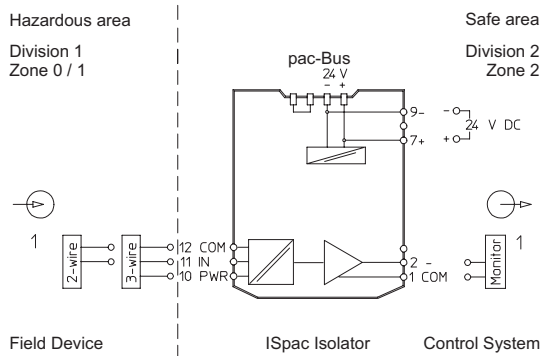 Hazardous area
Safe area
Division 1
Zone 0 / 1
Division 2
Zone 2
pac-Bus
24 V
- +
9-
-
24 V DC
7+
+
1
1
2-wire
3-wire
12 COM
11 IN
10 PWR
2 -
1 COM
Monitor
Field Device
ISpac Isolator
Control System